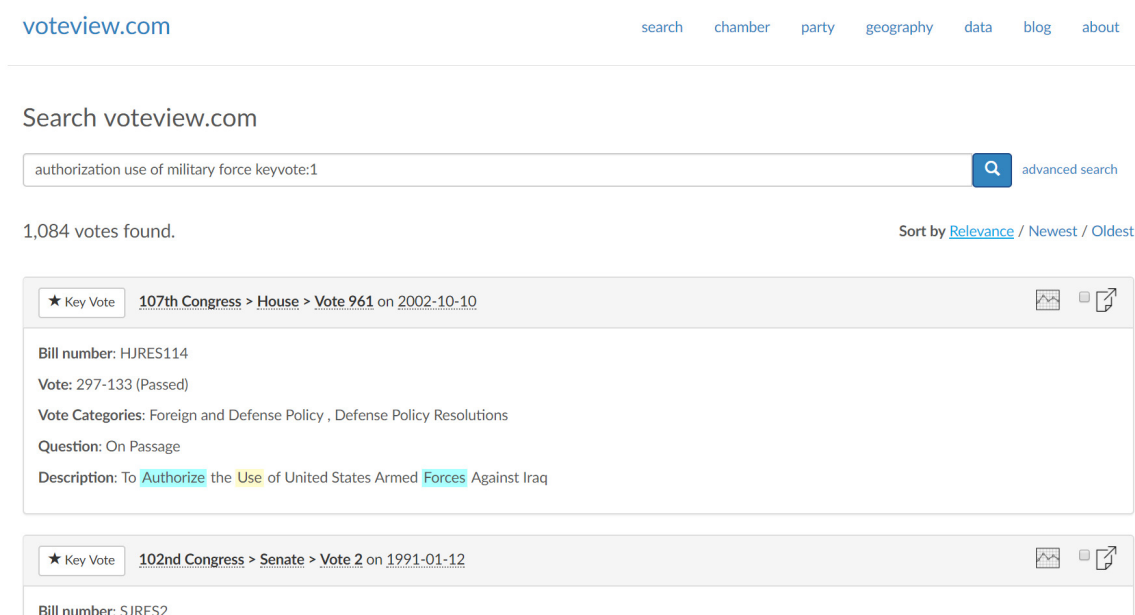 voteview.com
search chamber party geography data blog about
Search voteview.com
authorization use of military force keyvote:1
advanced search
1,084 votes found.
Sort by Relevance / Newest / Oldest
★ Key Vote 107th Congress > House > Vote 961 on 2002-10-10
Bill number: HJRES114
Vote: 297-133 (Passed)
Vote Categories: Foreign and Defense Policy , Defense Policy Resolutions
Question: On Passage
Description: To Authorize the Use of United States Armed Forces Against Iraq
★ Key Vote 102nd Congress > Senate > Vote 2 on 1991-01-12
Bill number: SJRES2